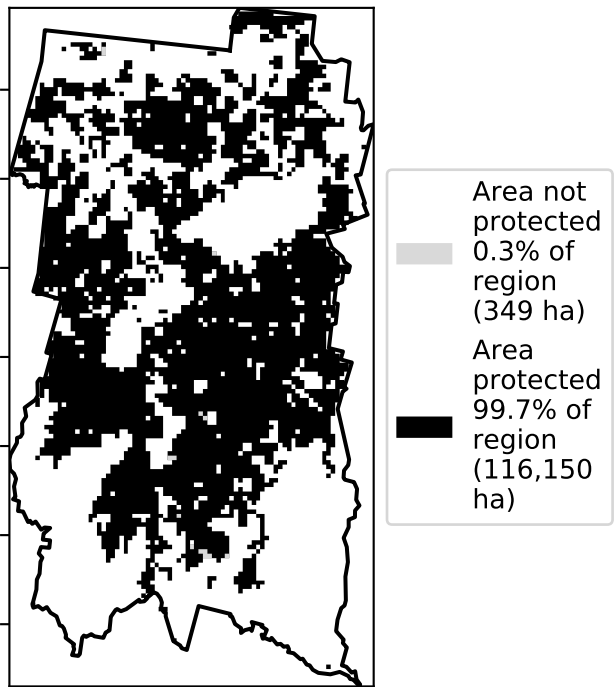 Area not
protected
0.3% of
region
(349 ha)
Area
protected
99.7% of
region
(116,150
ha)